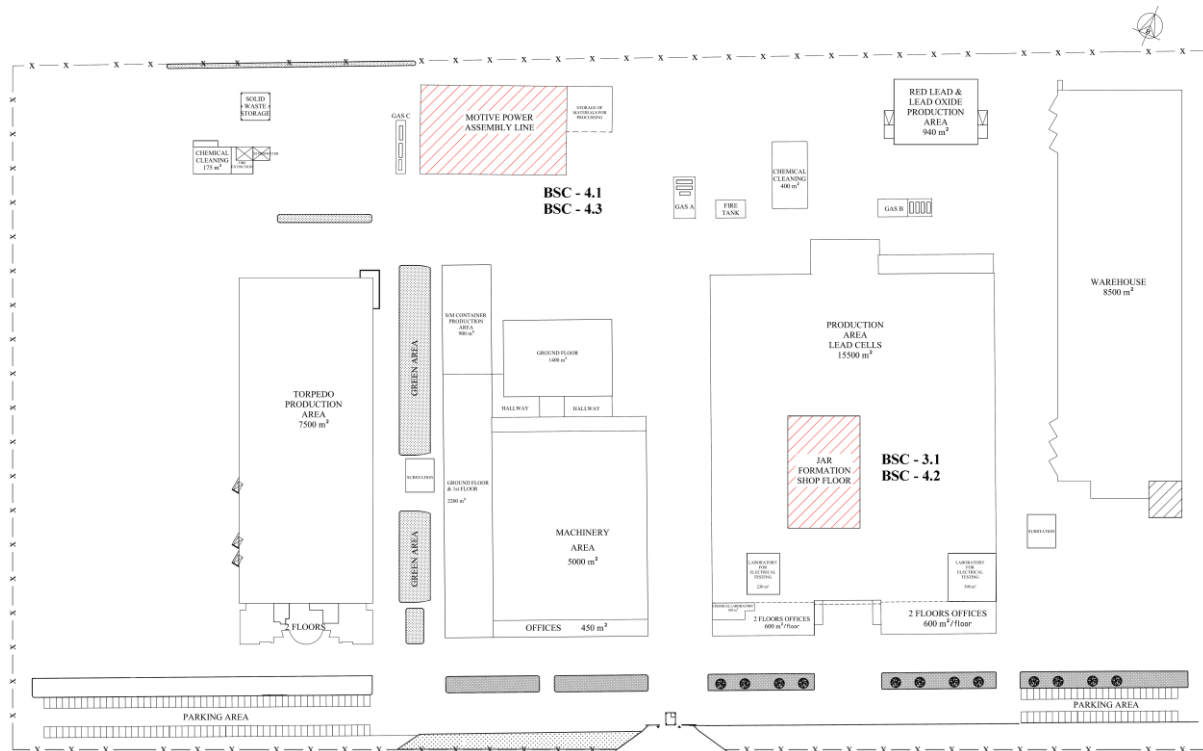 SOLID
WASTE
STORAGE
CHEMICAL
CLEANING
175 m²
GAS C
MOTIVE POWER
ASSEMBLY LINE
STORAGE OF
MATERIALS FOR
PROCESSING
BSC - 4.1
BSC - 4.3
GAS A
FIRE
TANK
CHEMICAL
CLEANING
400 m²
RED LEAD &
LEAD OXIDE
PRODUCTION
AREA
940 m²
GAS B
WAREHOUSE
8500 m²
TORPEDO
PRODUCTION
AREA
7500 m²
2 FLOORS
GREEN AREA
SUBSTATION
GREEN AREA
S/M CONTAINER
PRODUCTION
AREA
900 m²
GROUND FLOOR
1400 m²
HALLWAY
HALLWAY
GROUND FLOOR
& 1st FLOOR
2200 m²
MACHINERY
AREA
5000 m²
OFFICES 450 m²
PRODUCTION
AREA
LEAD CELLS
15500 m²
JAR
FORMATION
SHOP FLOOR
BSC - 3.1
BSC - 4.2
LABORATORY
FOR
ELECTRICAL
TESTING
LABORATORY
FOR
ELECTRICAL
TESTING
CHEMICAL LABORATORY
2 FLOORS OFFICES
600 m²/floor
2 FLOORS OFFICES
600 m²/floor
SUBSTATION
PARKING AREA
PARKING AREA